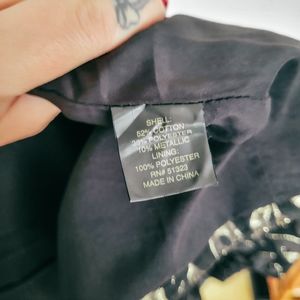 SHELL:
52% COTTON
38% POLYESTER
10% METALLIC
LINING:
100% POLYESTER
RN# 51323
MADE IN CHINA